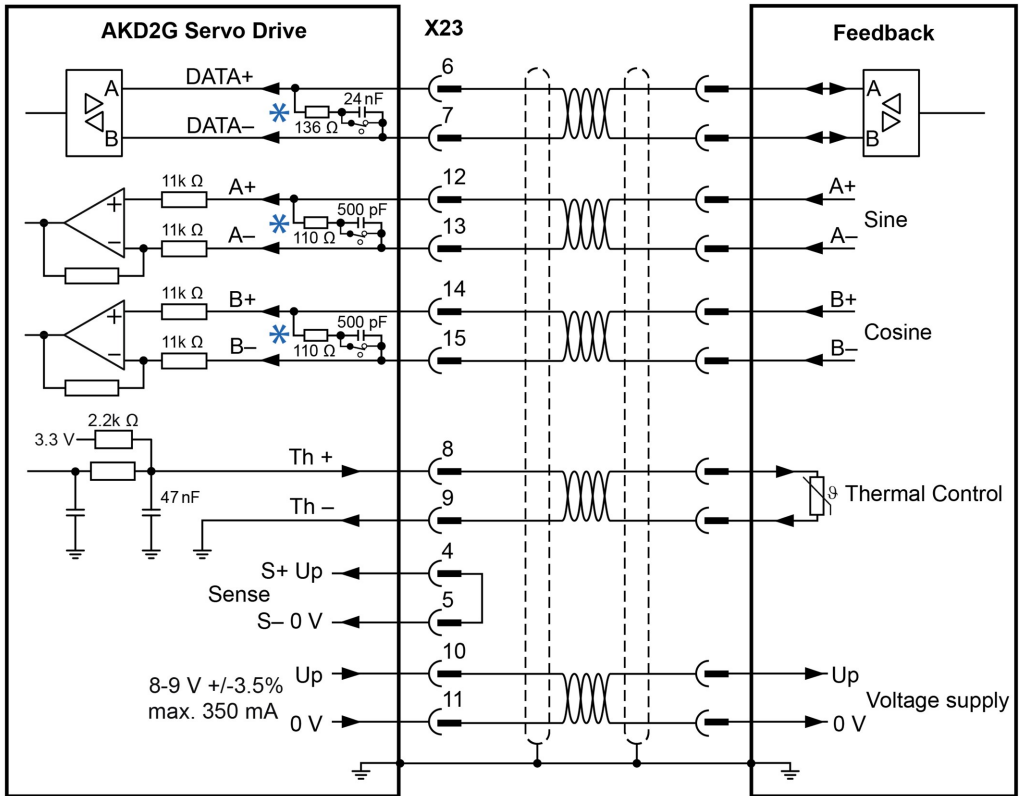 AKD2G Servo Drive
X23
Feedback
A
B
DATA+
DATA–
*
136 Ω
24 nF
6
7
A
B
11k Ω
11k Ω
+
–
A+
A–
*
110 Ω
500 pF
12
13
A+
A–
Sine
11k Ω
11k Ω
+
–
B+
B–
*
110 Ω
500 pF
14
15
B+
B–
Cosine
2.2k Ω
3.3 V
47 nF
Th +
Th –
8
9
ϑ Thermal Control
S+ Up
Sense
S– 0 V
4
5
8-9 V +/-3.5%
max. 350 mA
Up
0 V
10
11
Up
Voltage supply
0 V